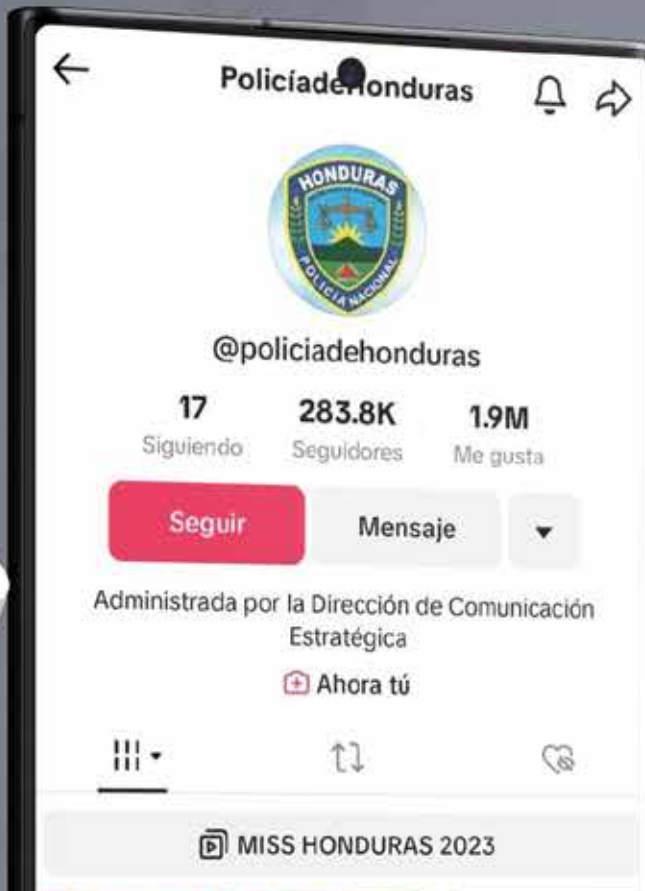 PolicíadeHonduras
HONDURAS
POLICIA NACIONAL
@policiadehonduras
17 283.8K 1.9M
Siguiendo Seguidores Me gusta
Seguir Mensaje
Administrada por la Dirección de Comunicación
Estratégica
Ahora tú
MISS HONDURAS 2023